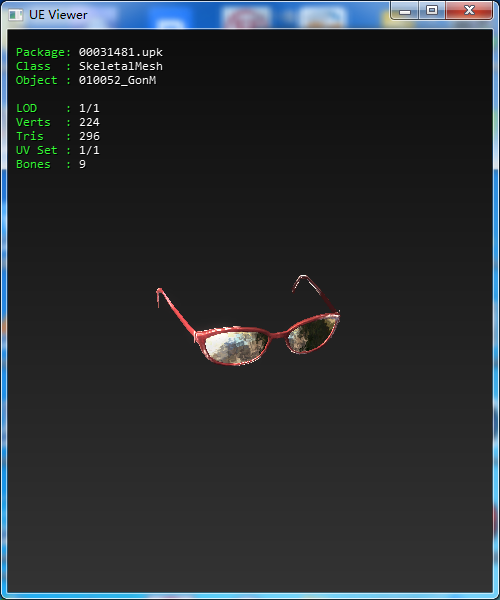 UE Viewer
Package: 00031481.upk
Class : SkeletalMesh
Object : 010052_GonM
LOD : 1/1
Verts : 224
Tris : 296
UV Set : 1/1
Bones : 9